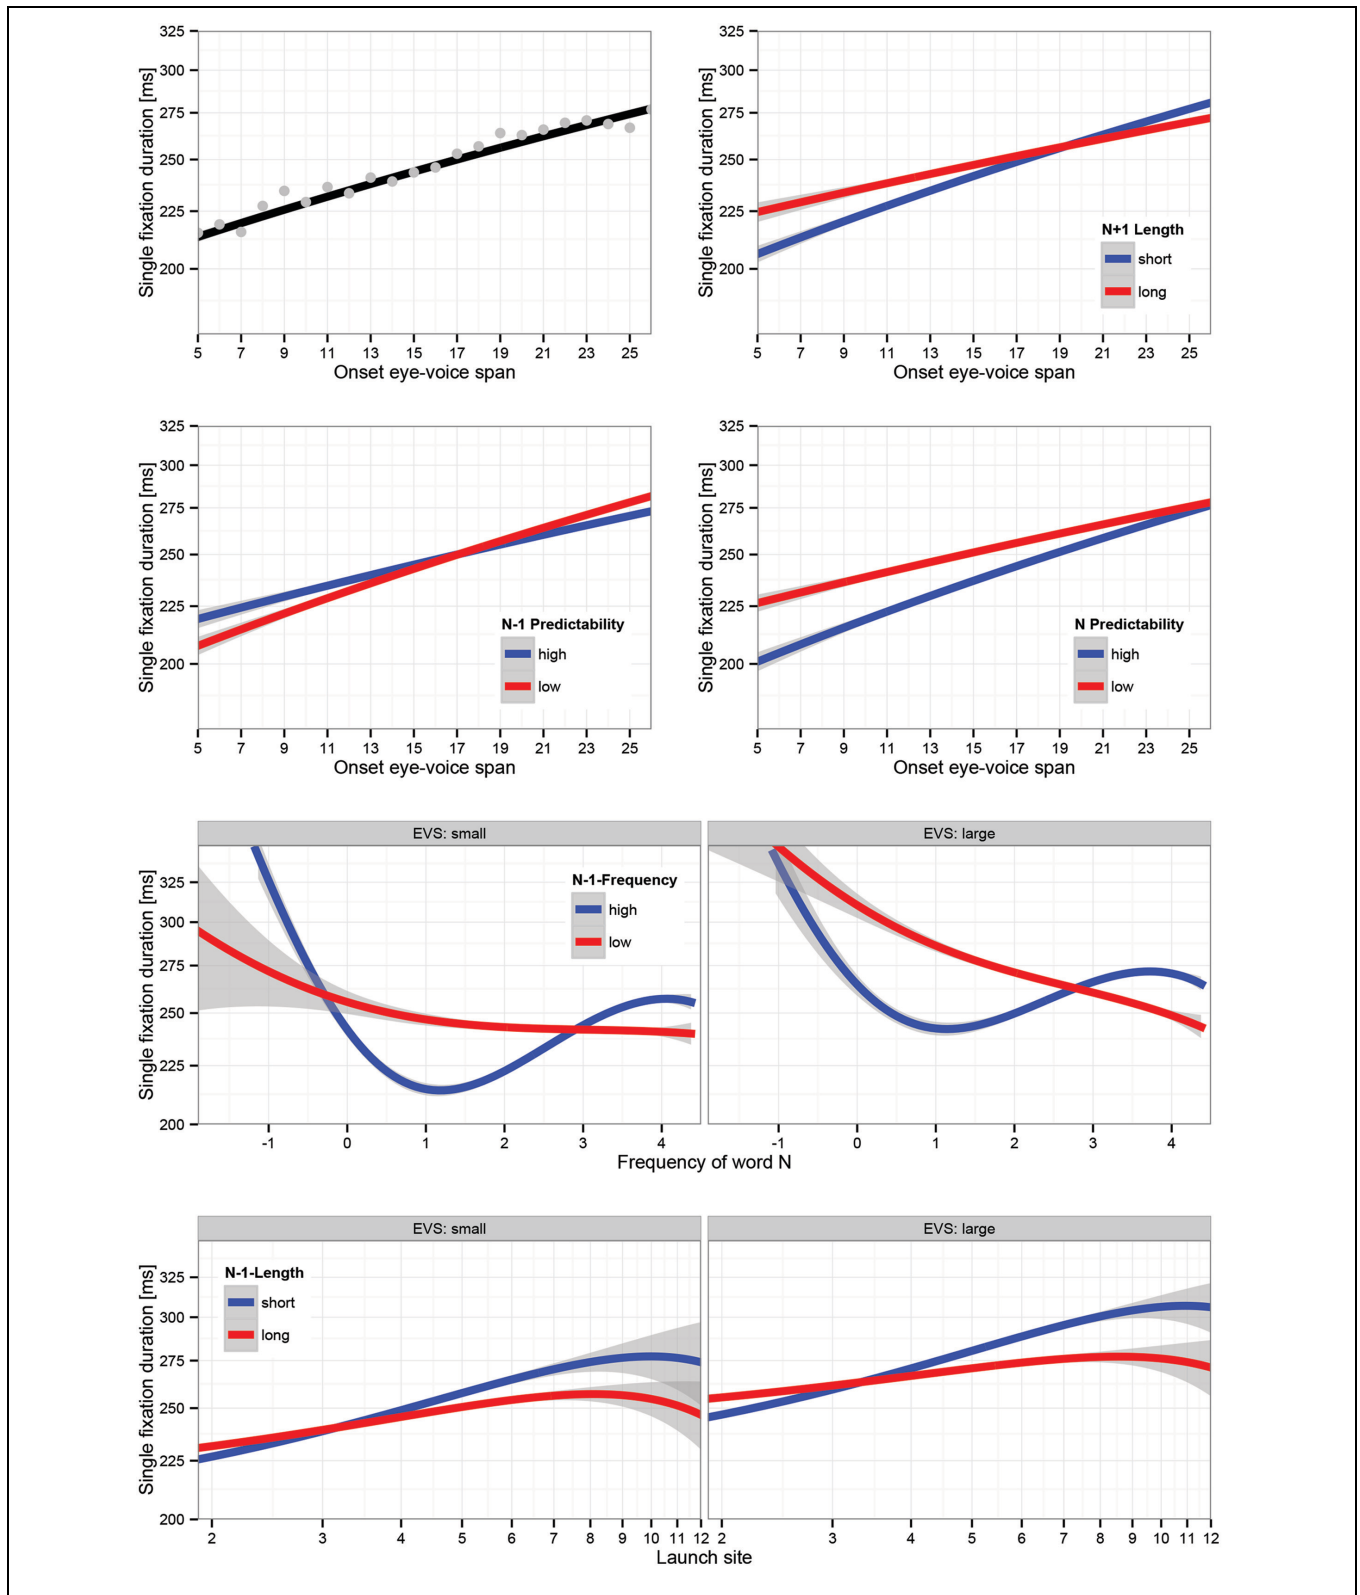 325
300
275
250
225
200
Single fixation duration [ms]
5 7 9 11 13 15 17 19 21 23 25
Onset eye-voice span
325
300
275
250
225
200
Single fixation duration [ms]
N+1 Length
short
long
5 7 9 11 13 15 17 19 21 23 25
Onset eye-voice span
325
300
275
250
225
200
Single fixation duration [ms]
N-1 Predictability
high
low
5 7 9 11 13 15 17 19 21 23 25
Onset eye-voice span
325
300
275
250
225
200
Single fixation duration [ms]
N Predictability
high
low
5 7 9 11 13 15 17 19 21 23 25
Onset eye-voice span
EVS: small
EVS: large
325
300
275
250
225
200
Single fixation duration [ms]
N-1-Frequency
high
low
-1 0 1 2 3 4
-1 0 1 2 3 4
Frequency of word N
EVS: small
EVS: large
325
300
275
250
225
200
Single fixation duration [ms]
N-1-Length
short
long
2 3 4 5 6 7 8 9 10 11 12
2 3 4 5 6 7 8 9 10 11 12
Launch site